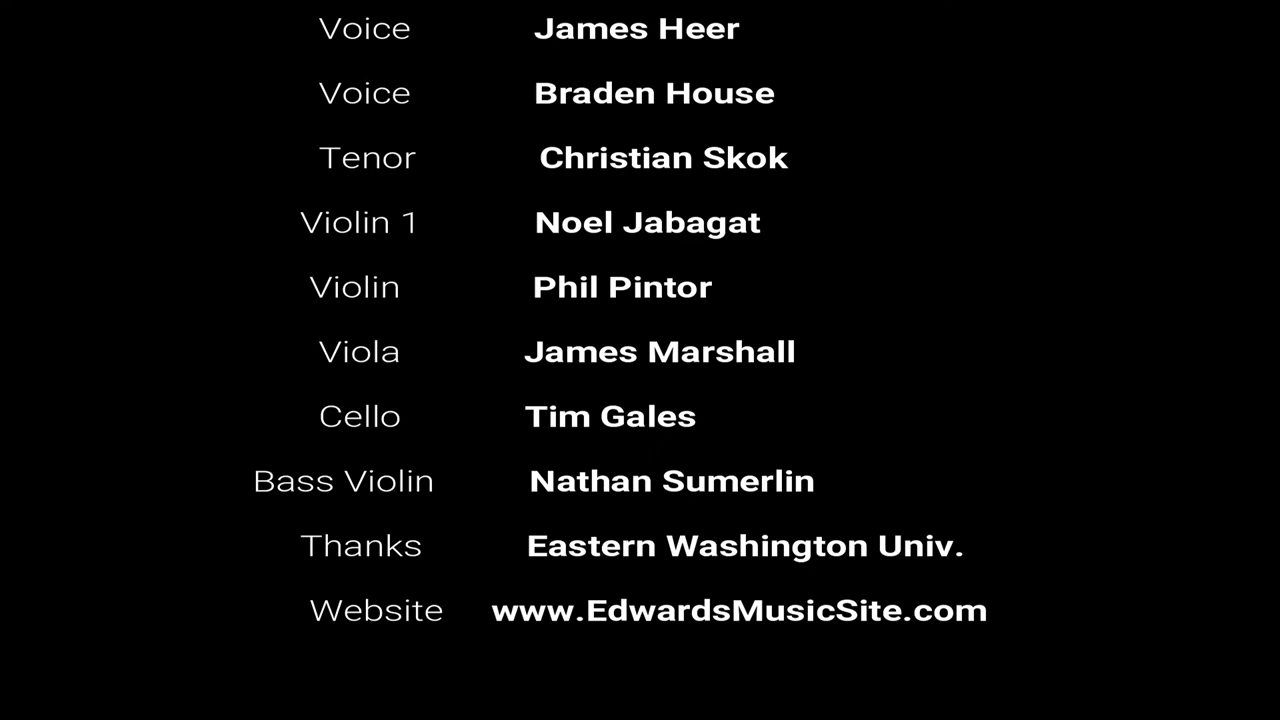 Voice James Heer
Voice Braden House
Tenor Christian Skok
Violin 1 Noel Jabagat
Violin Phil Pintor
Viola James Marshall
Cello Tim Gales
Bass Violin Nathan Sumerlin
Thanks Eastern Washington Univ.
Website www.EdwardsMusicSite.com